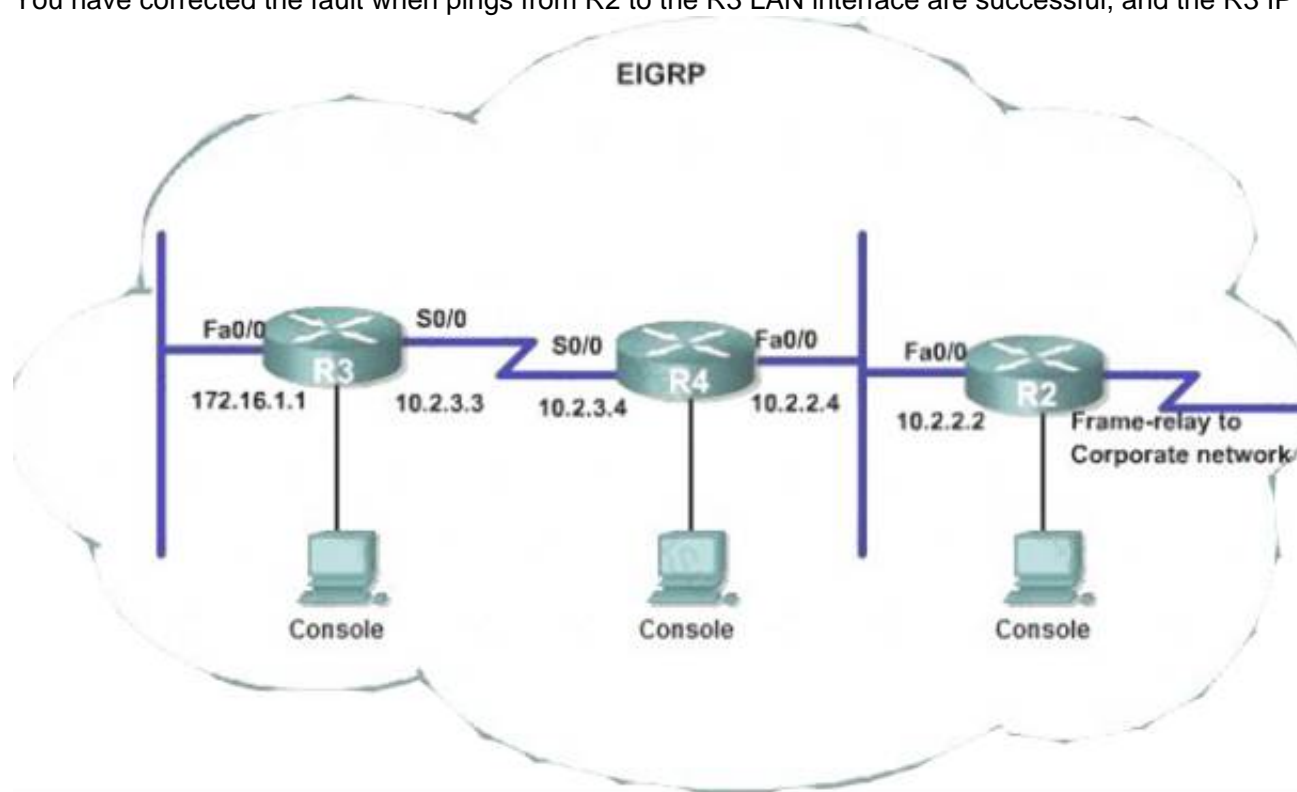 You have corrected the fault when pings from R2 to the R3 LAN interface are successful, and the R3 IP
EIGRP
Fa0/0
S0/0
S0/0
Fa0/0
Fa0/0
R3
R4
R2
172.16.1.1
10.2.3.3
10.2.3.4
10.2.2.4
10.2.2.2
Frame-relay to
Corporate network
Console
Console
Console